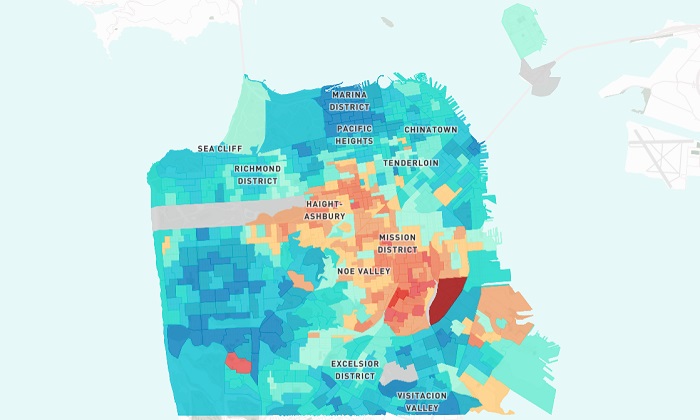 MARINA
DISTRICT
PACIFIC
HEIGHTS
CHINATOWN
SEA CLIFF
TENDERLOIN
RICHMOND
DISTRICT
HAIGHT-
ASHBURY
MISSION
DISTRICT
NOE VALLEY
EXCELSIOR
DISTRICT
VISITACION
VALLEY